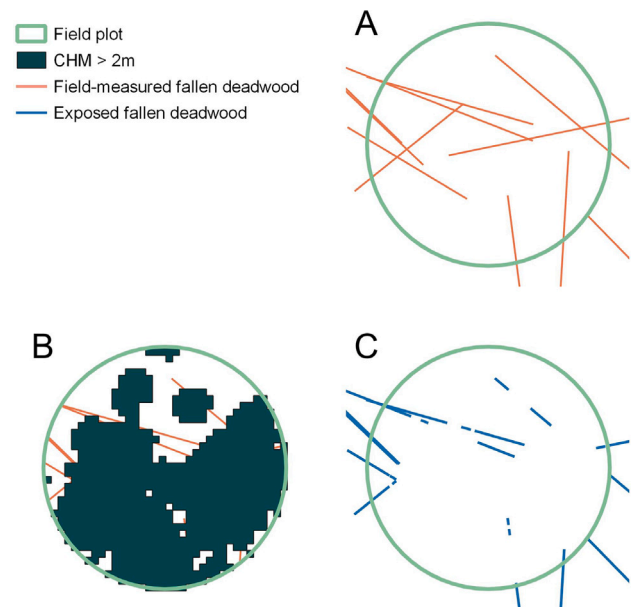 Field plot
CHM > 2m
Field-measured fallen deadwood
Exposed fallen deadwood
A
B
C